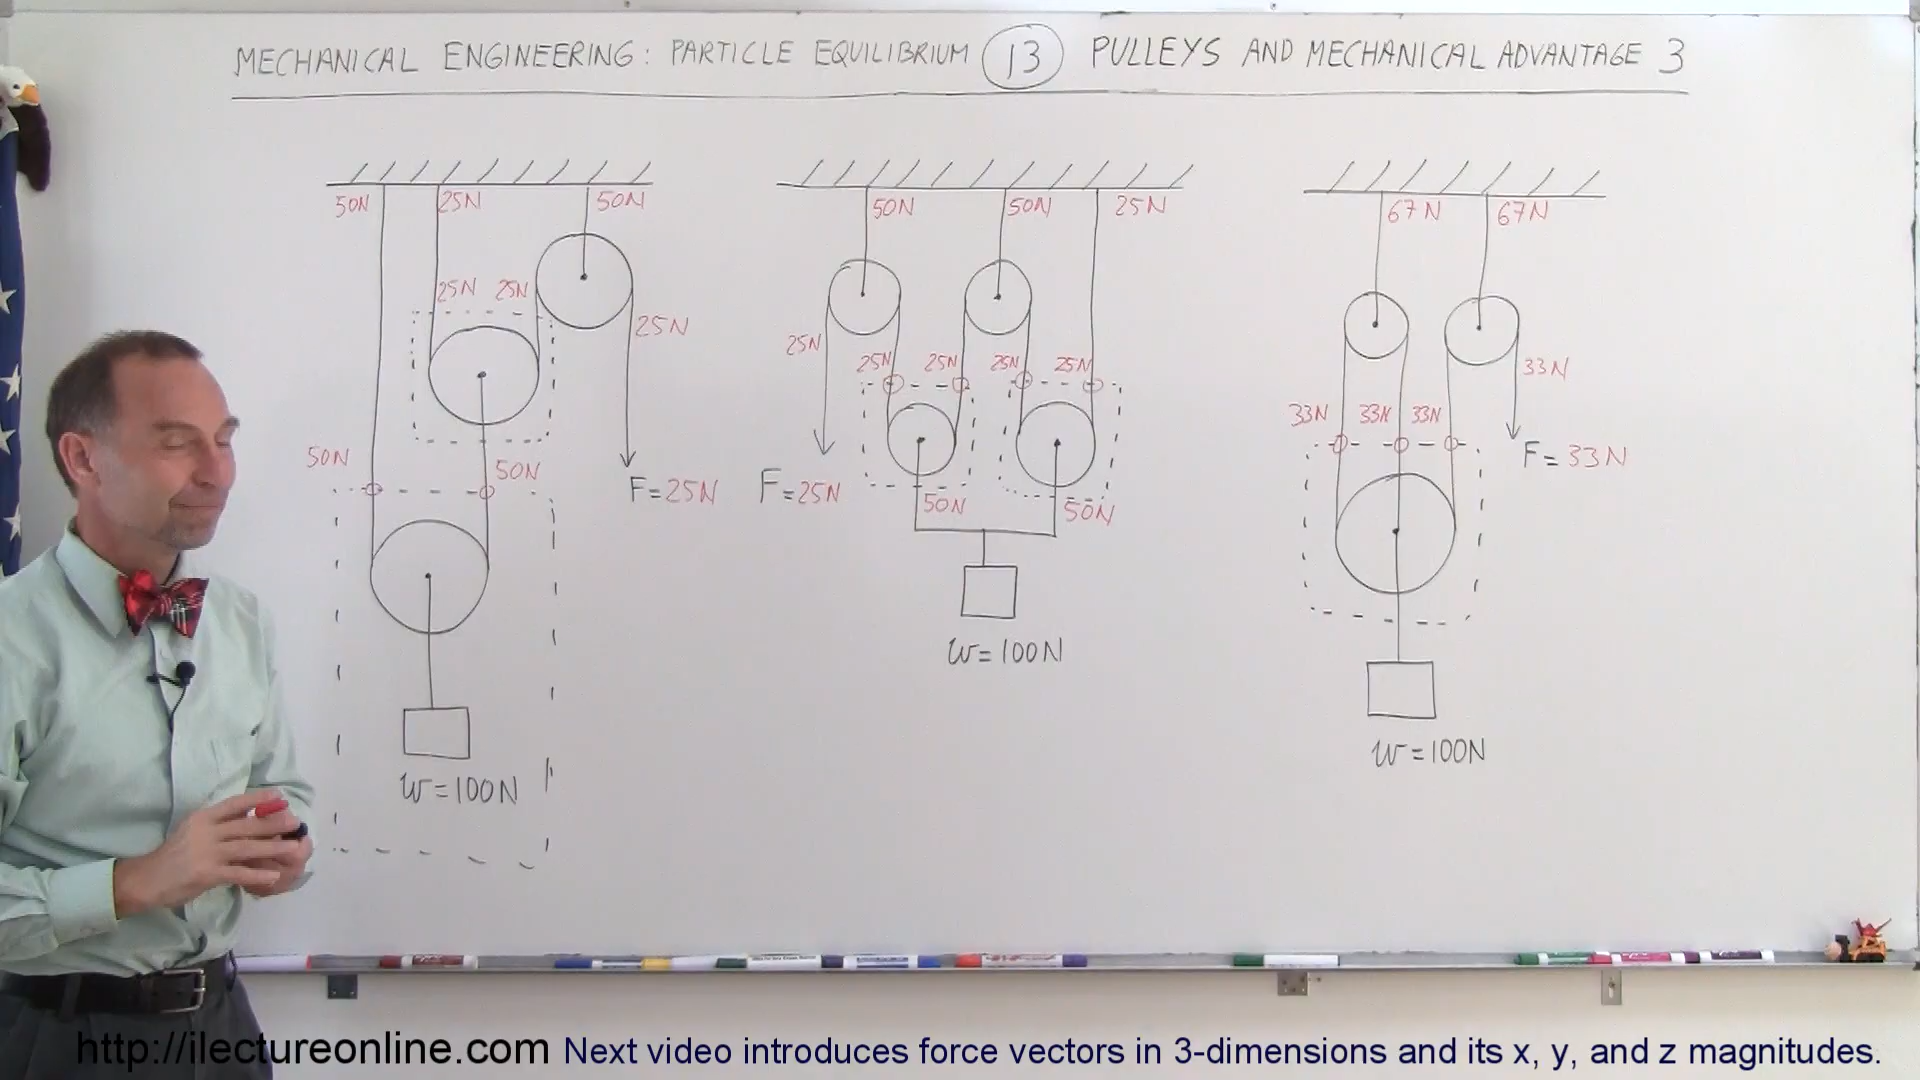 MECHANICAL ENGINEERING: PARTICLE EQUILIBRIUM 13 PULLEYS AND MECHANICAL ADVANTAGE 3
50N 25N 50N
25N 25N
25N
50N 50N
F=25N
W=100N
50N 50N 25N
25N
25N 25N 25N 25N
F=25N
50N 50N
W=100N
67N 67N
33N
33N 33N 33N
F=33N
W=100N
http://ilectureonline.com Next video introduces force vectors in 3-dimensions and its x, y, and z magnitudes.